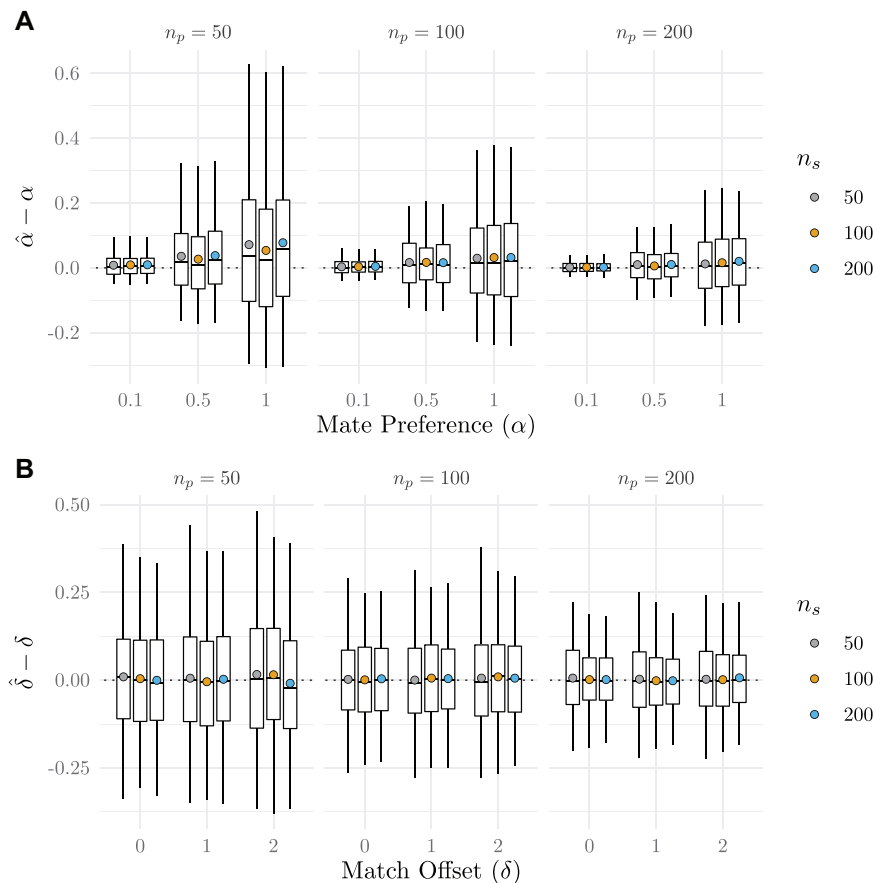 A
n_p = 50 n_p = 100 n_p = 200
0.6
0.4
0.2
0.0
-0.2
α̂ − α
0.1 0.5 1 0.1 0.5 1 0.1 0.5 1
Mate Preference (α)
n_s
50
100
200
B
n_p = 50 n_p = 100 n_p = 200
0.50
0.25
0.00
-0.25
δ̂ − δ
0 1 2 0 1 2 0 1 2
Match Offset (δ)
n_s
50
100
200